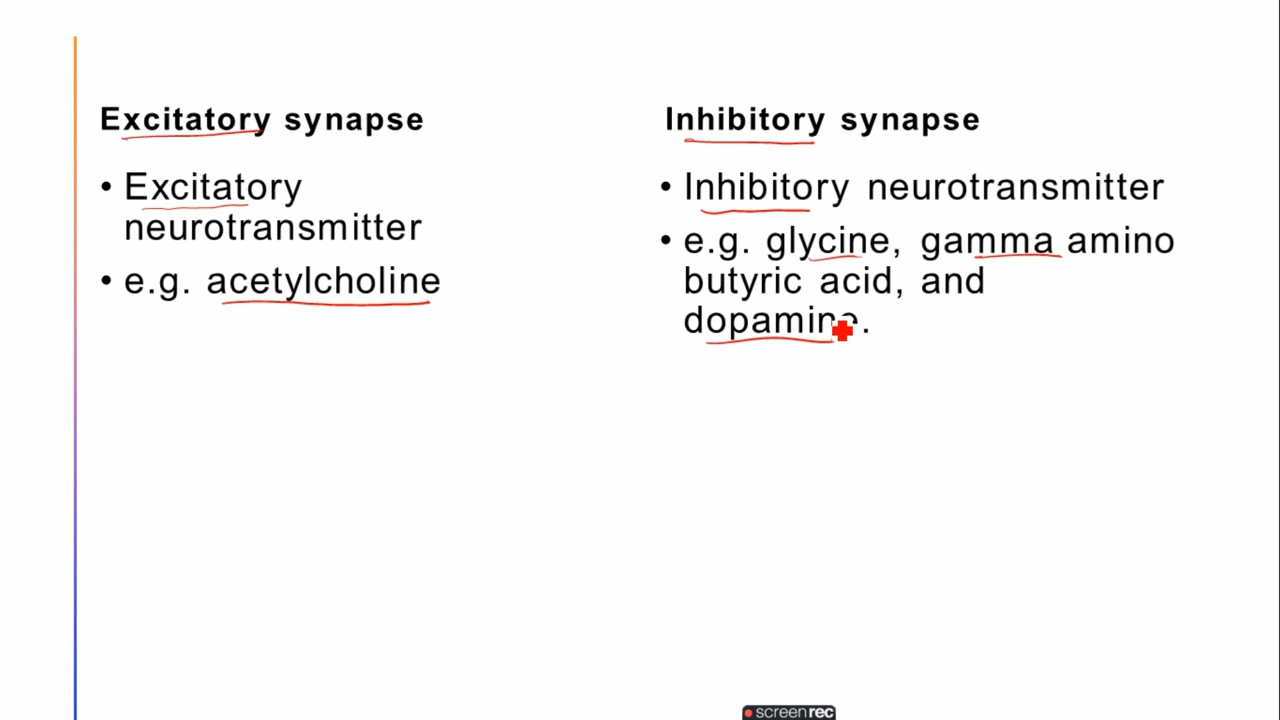 Excitatory synapse
• Excitatory
neurotransmitter
• e.g. acetylcholine
Inhibitory synapse
• Inhibitory neurotransmitter
• e.g. glycine, gamma amino
butyric acid, and
dopamine.
screenrec